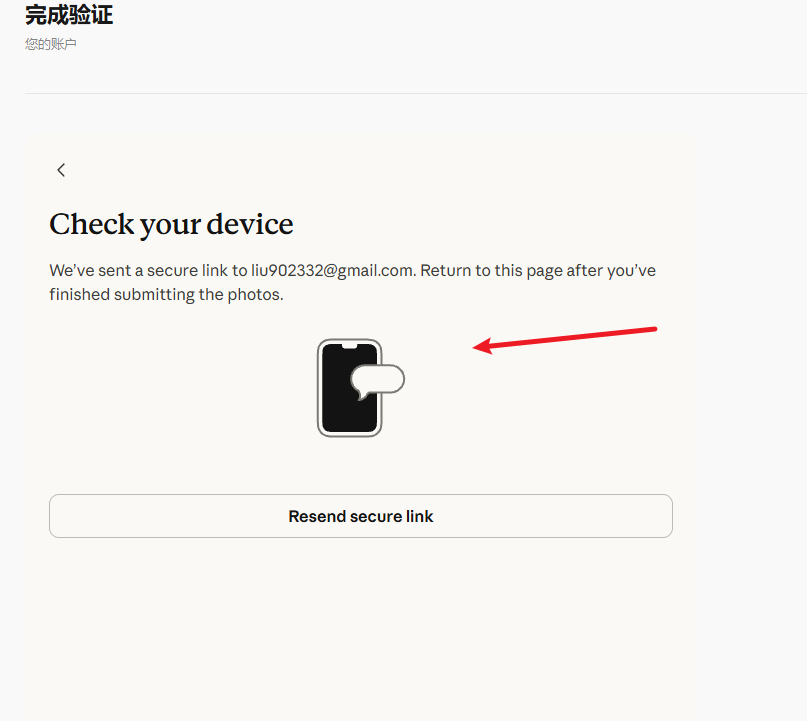 完成验证
您的账户
Check your device
We've sent a secure link to liu902332@gmail.com. Return to this page after you've
finished submitting the photos.
Resend secure link